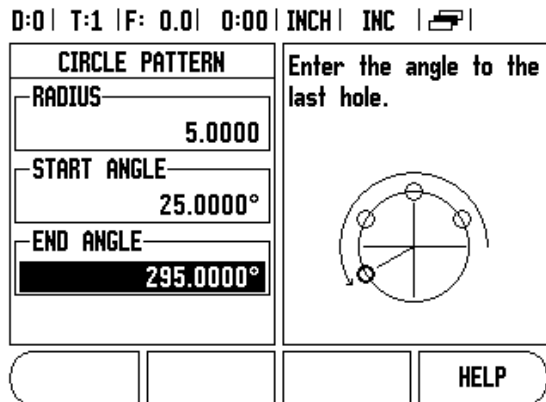 D:0 | T:1 | F: 0.0 | 0:00 | INCH | INC |
CIRCLE PATTERN
RADIUS
5.0000
START ANGLE
25.0000°
END ANGLE
295.0000°
Enter the angle to the
last hole.
HELP